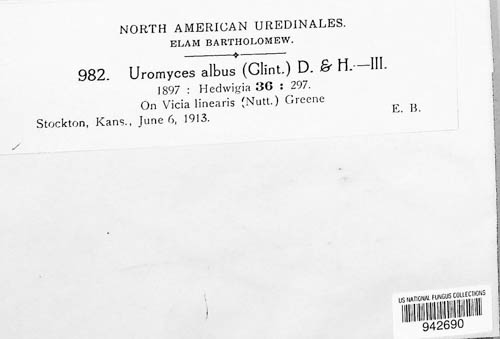 NORTH AMERICAN UREDINALES.
ELAM BARTHOLOMEW.
982. Uromyces albus (Clint.) D. & H.—III.
1897 : Hedwigia 36 : 297.
On Vicia linearis (Nutt.) Greene
Stockton, Kans., June 6, 1913. E. B.
US NATIONAL FUNGUS COLLECTIONS
942690